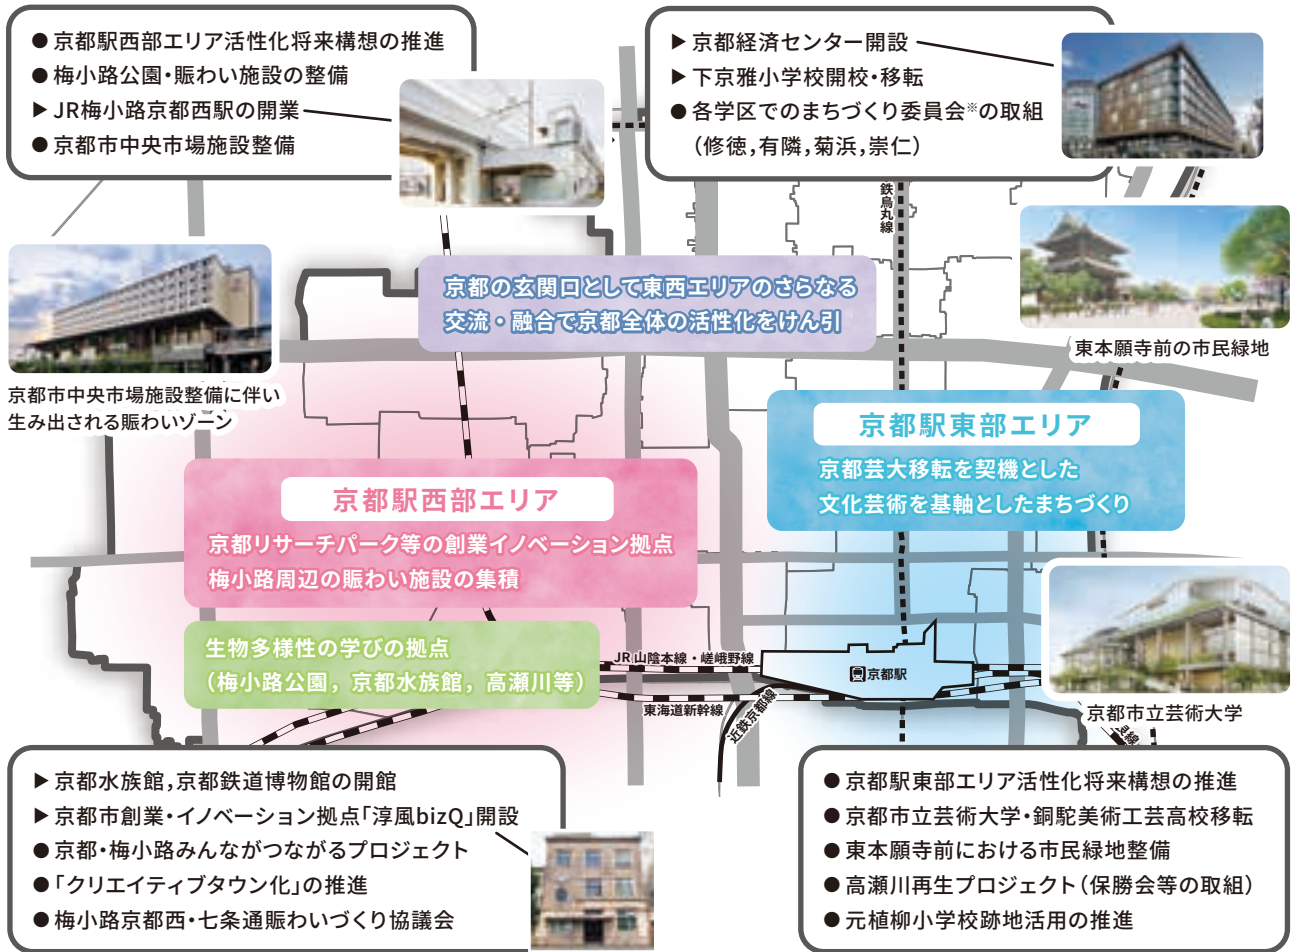 ● 京都駅西部エリア活性化将来構想の推進
● 梅小路公園・賑わい施設の整備
▶ JR梅小路京都西駅の開業
● 京都市中央市場施設整備
▶ 京都経済センター開設
▶ 下京雅小学校開校・移転
● 各学区でのまちづくり委員会※の取組
（修徳，有隣，菊浜，崇仁）
鉄烏丸線
京都の玄関口として東西エリアのさらなる
交流・融合で京都全体の活性化をけん引
東本願寺前の市民緑地
京都市中央市場施設整備に伴い
生み出される賑わいゾーン
京都駅東部エリア
京都芸大移転を契機とした
文化芸術を基軸としたまちづくり
京都駅西部エリア
京都リサーチパーク等の創業イノベーション拠点
梅小路周辺の賑わい施設の集積
生物多様性の学びの拠点
（梅小路公園，京都水族館，高瀬川等）
JR山陰本線・嵯峨野線
京都駅
東海道新幹線
近鉄京都線
京都市立芸術大学
良線
▶ 京都水族館，京都鉄道博物館の開館
▶ 京都市創業・イノベーション拠点「淳風bizQ」開設
● 京都・梅小路みんながつながるプロジェクト
● 「クリエイティブタウン化」の推進
● 梅小路京都西・七条通賑わいづくり協議会
● 京都駅東部エリア活性化将来構想の推進
● 京都市立芸術大学・銅駝美術工芸高校移転
● 東本願寺前における市民緑地整備
● 高瀬川再生プロジェクト（保勝会等の取組）
● 元植柳小学校跡地活用の推進